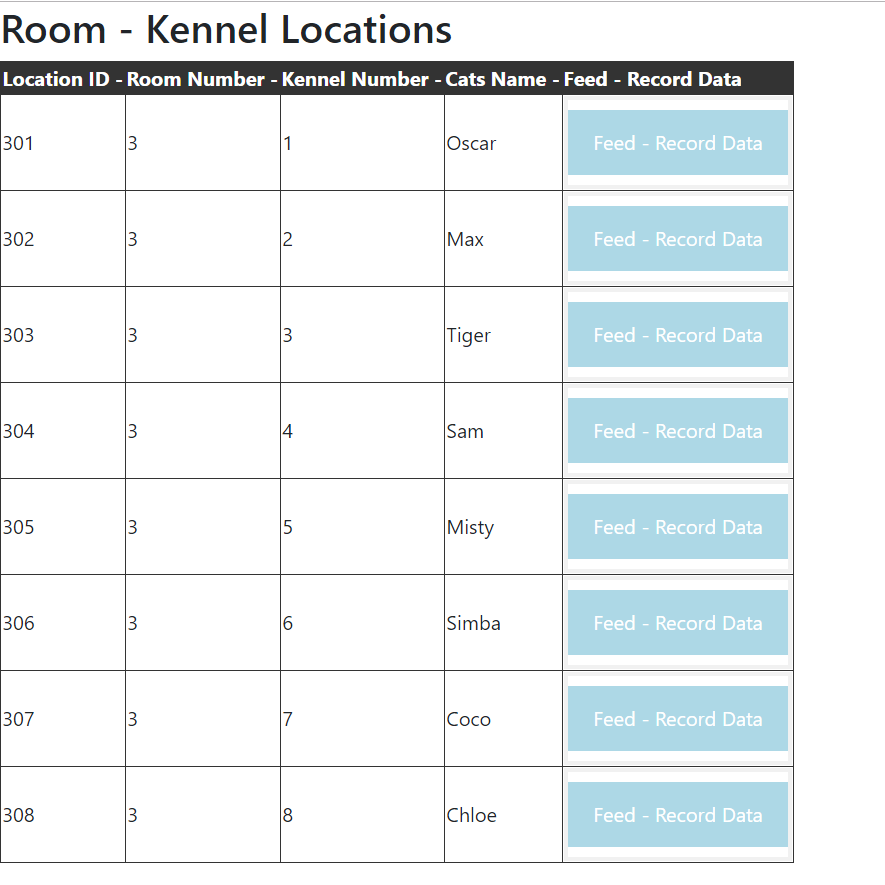 Room - Kennel Locations
Location ID - Room Number - Kennel Number - Cats Name - Feed - Record Data
301 3 1 Oscar Feed - Record Data
302 3 2 Max Feed - Record Data
303 3 3 Tiger Feed - Record Data
304 3 4 Sam Feed - Record Data
305 3 5 Misty Feed - Record Data
306 3 6 Simba Feed - Record Data
307 3 7 Coco Feed - Record Data
308 3 8 Chloe Feed - Record Data